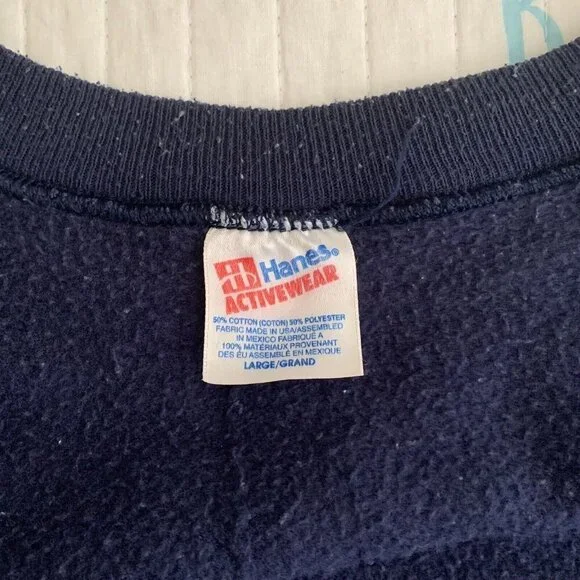 Hanes®
ACTIVEWEAR
50% COTTON (COTON) 50% POLYESTER
FABRIC MADE IN USA/ASSEMBLED
IN MEXICO FABRIQUÉ A
100% MATÉRIAUX PROVENANT
DES ÉU ASSEMBLÉ EN MEXIQUE
LARGE/GRAND